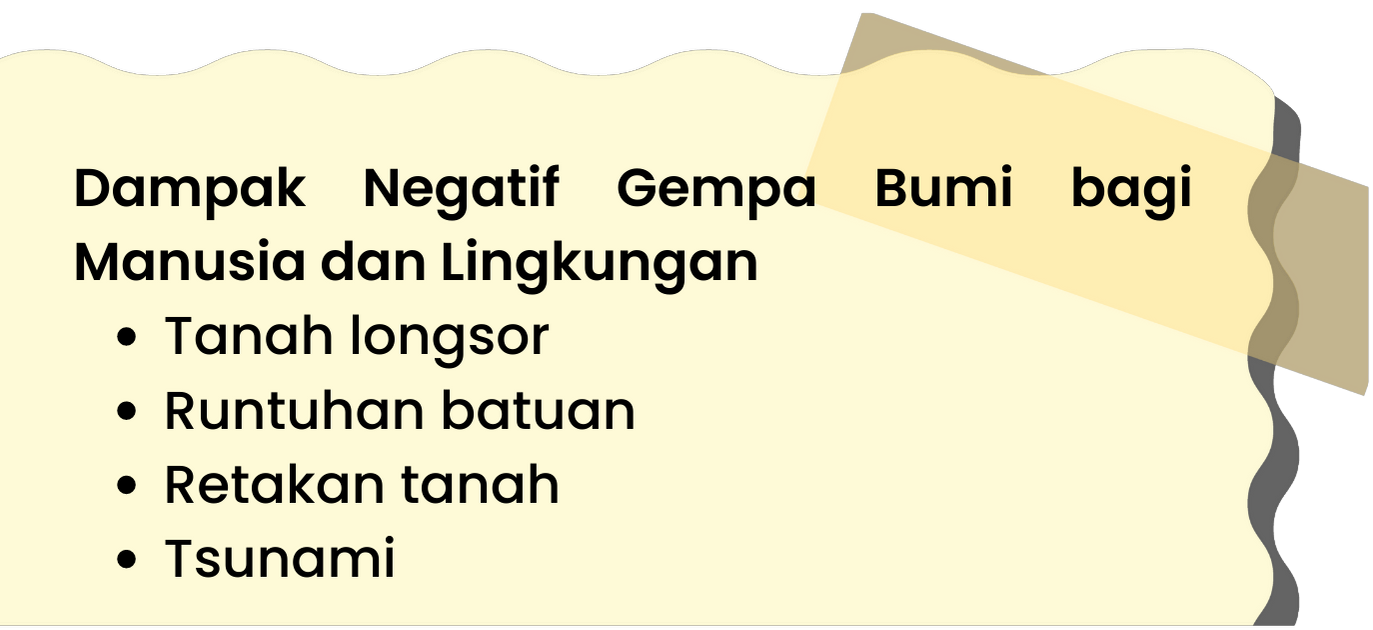 Dampak Negatif Gempa Bumi bagi
Manusia dan Lingkungan
• Tanah longsor
• Runtuhan batuan
• Retakan tanah
• Tsunami